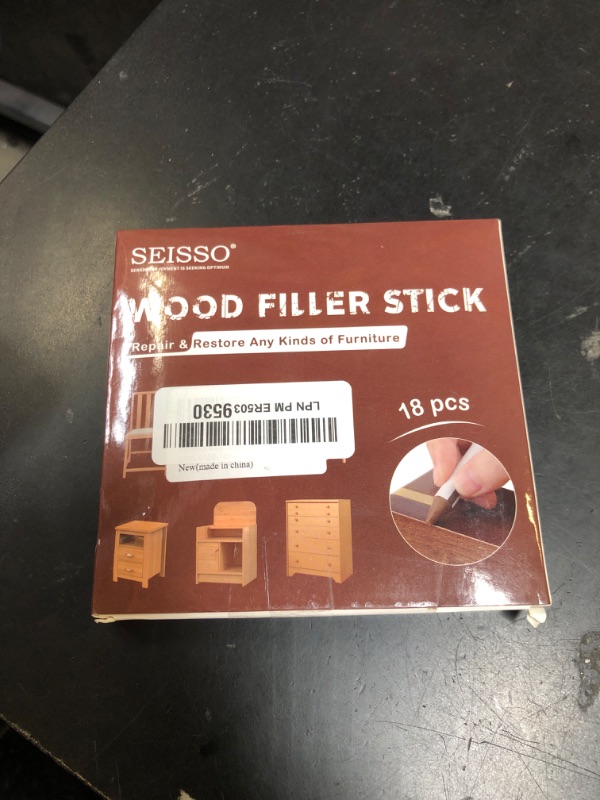 SEISSO®
WOOD FILLER STICK
Repair & Restore Any Kinds of Furniture
18 pcs
LPN PM ER5039530
New(made in china)